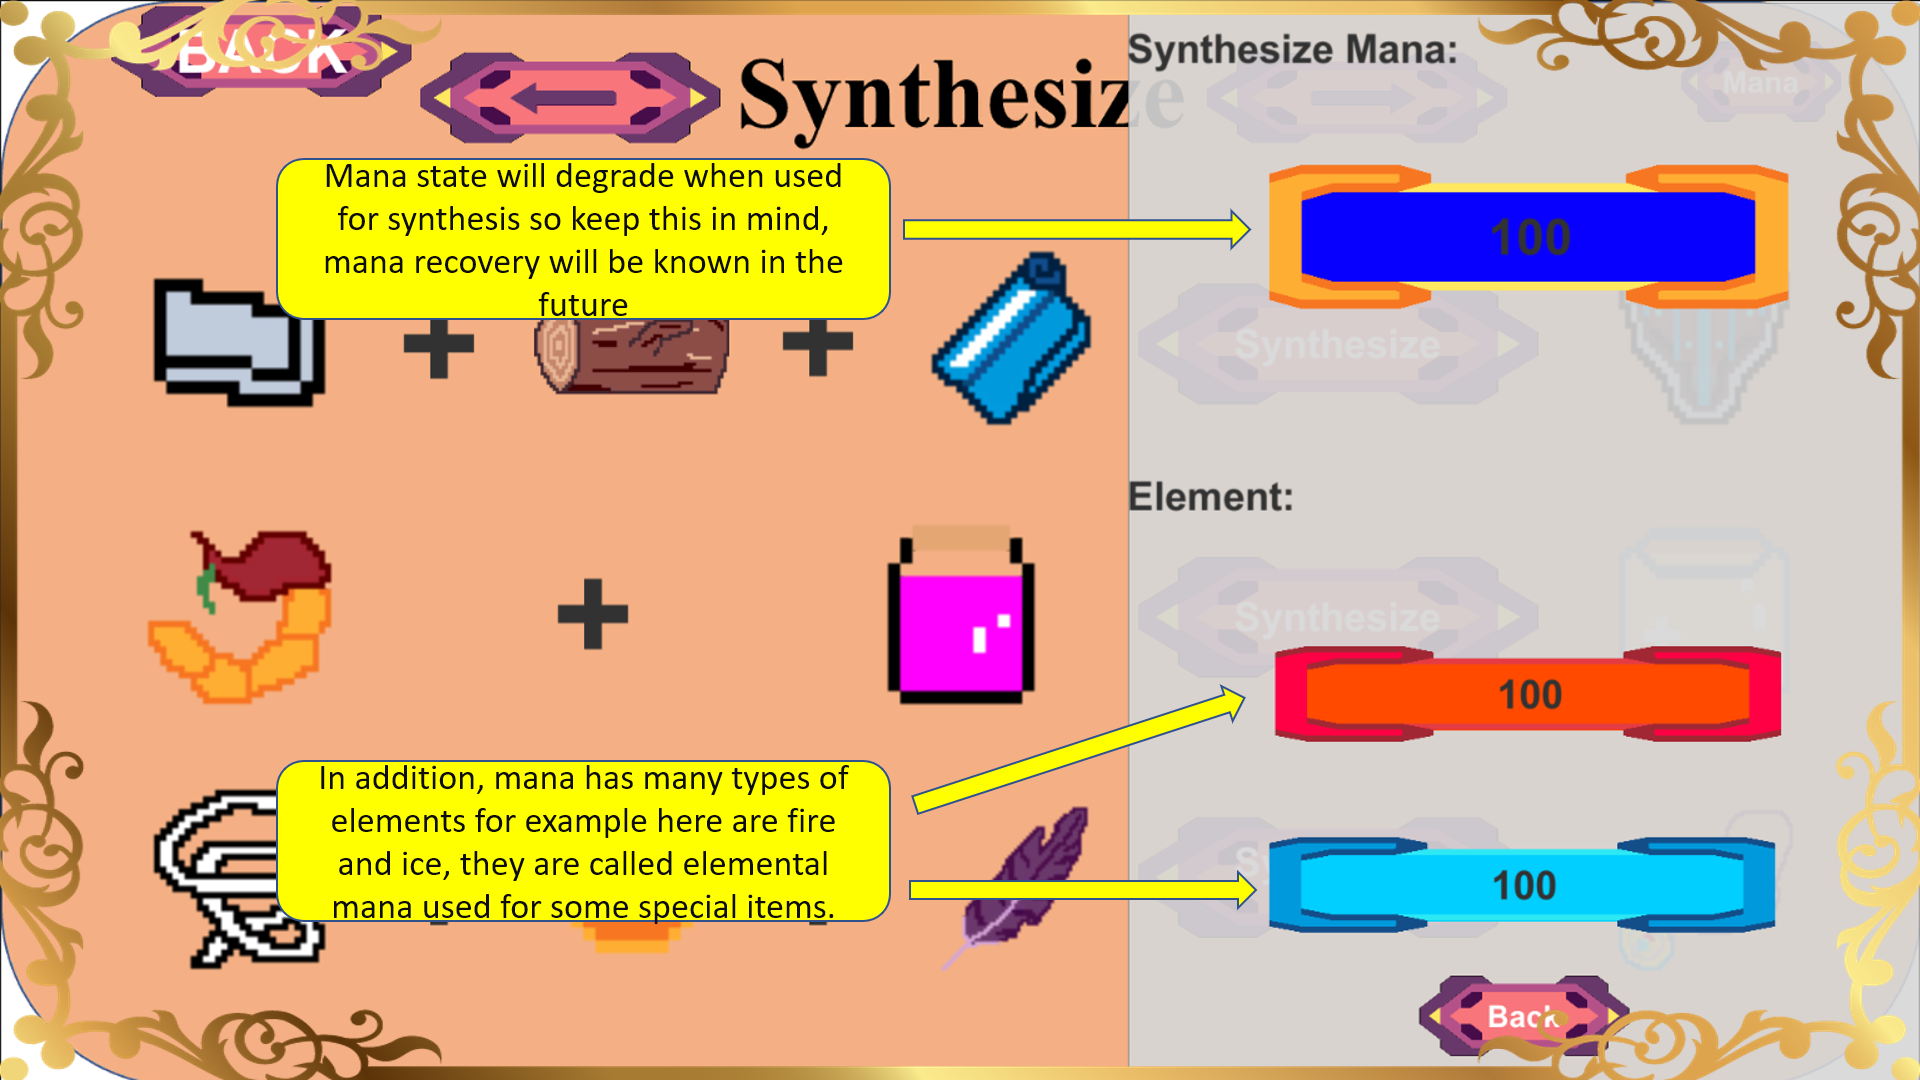 BACK
Synthesize
Synthesize Mana:
Mana
Mana state will degrade when used
for synthesis so keep this in mind,
mana recovery will be known in the
future
100
Synthesize
Element:
Synthesize
100
In addition, mana has many types of
elements for example here are fire
and ice, they are called elemental
mana used for some special items.
100
Back